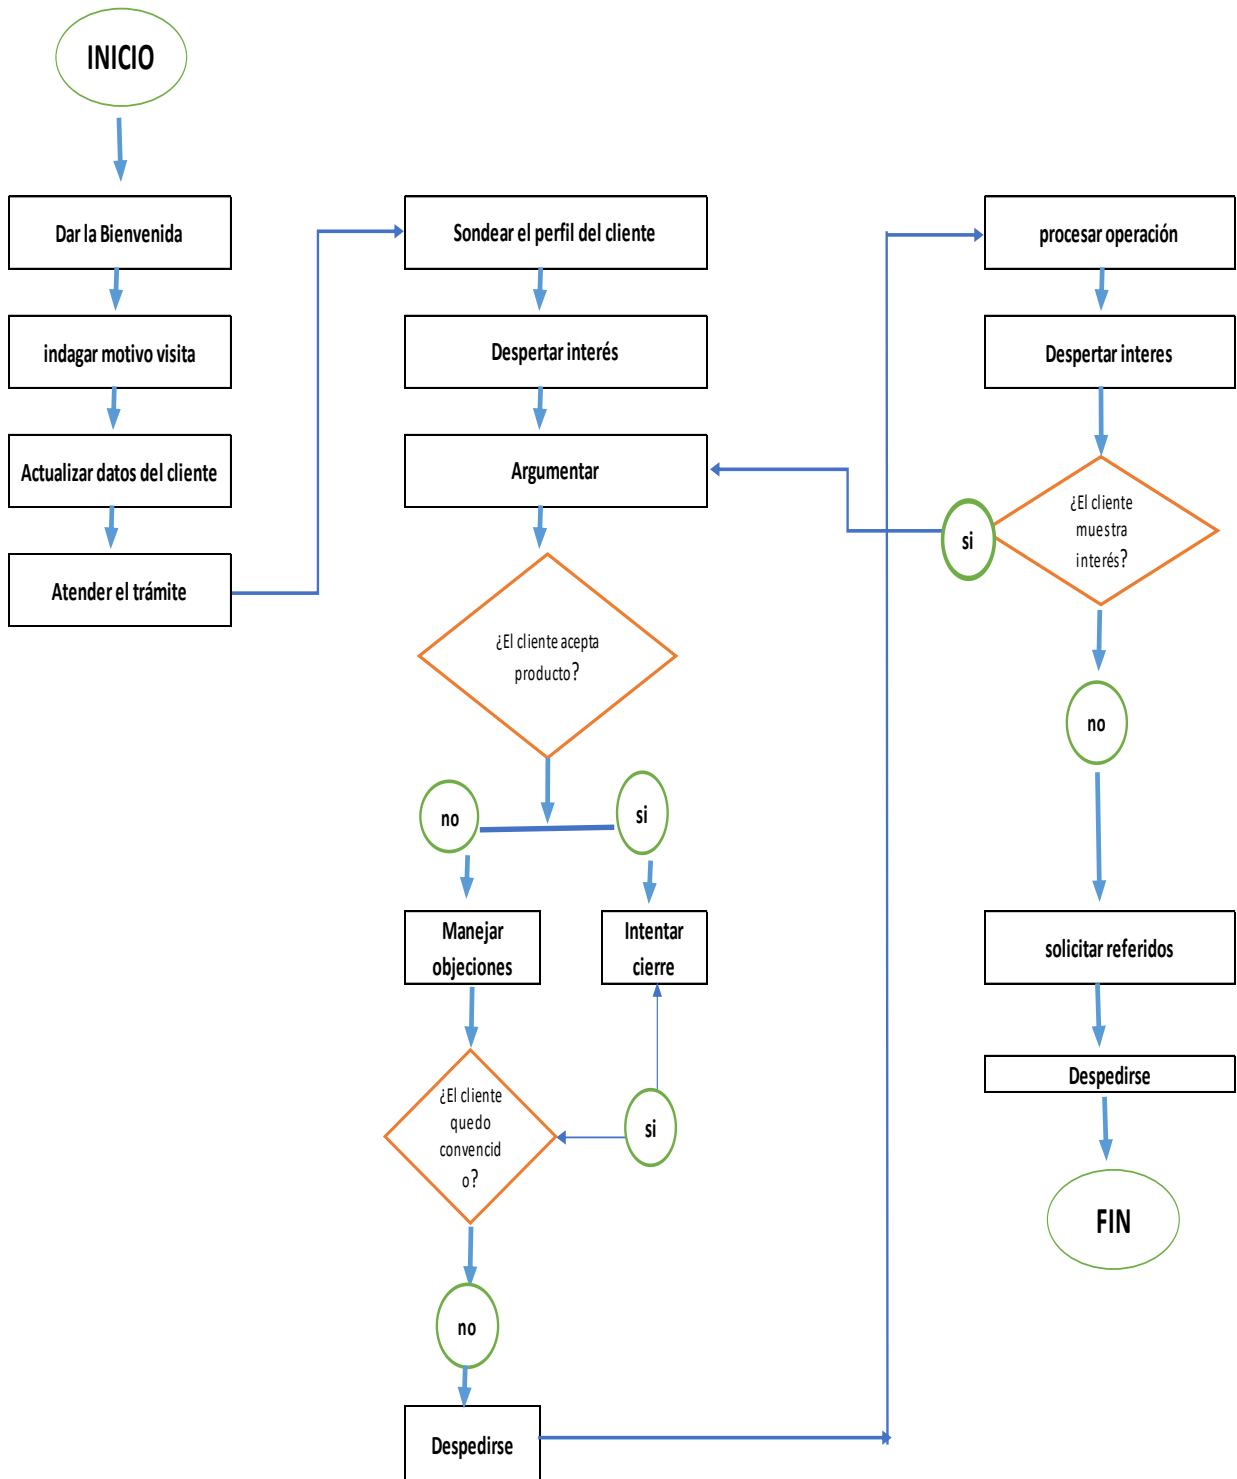 INICIO
Dar la Bienvenida
indagar motivo visita
Actualizar datos del cliente
Atender el trámite
Sondear el perfil del cliente
Despertar interés
Argumentar
¿El cliente acepta
producto?
no
si
Manejar
objeciones
Intentar
cierre
¿El cliente
quedo
convencid
o?
si
no
Despedirse
procesar operación
Despertar interes
¿El cliente
muestra
interés?
si
no
solicitar referidos
Despedirse
FIN